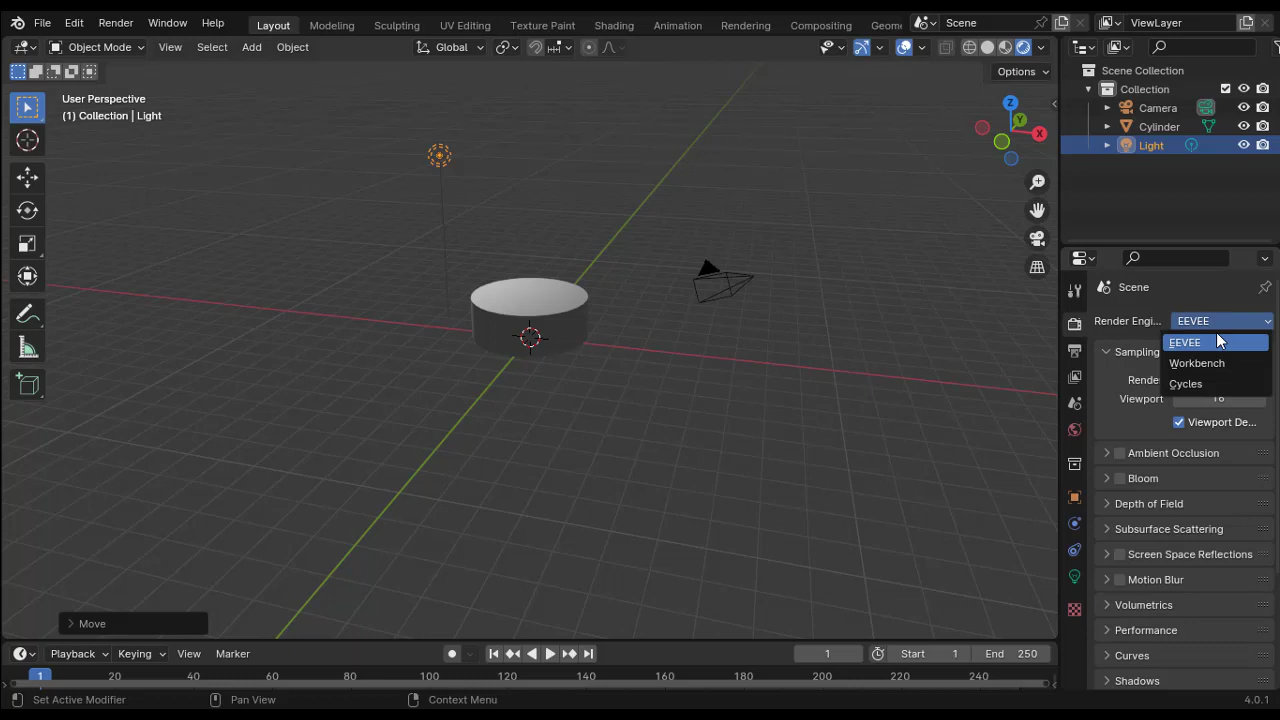 File Edit Render Window Help Layout Modeling Sculpting UV Editing Texture Paint Shading Animation Rendering Compositing Geom Scene ViewLayer
Object Mode View Select Add Object Global
Options
User Perspective
(1) Collection | Light
Z
Y
X
Scene Collection
Collection
Camera
Cylinder
Light
Scene
Render Engi... EEVEE
EEVEE
Workbench
Cycles
Sampling
Rende
Viewport
Viewport De...
Ambient Occlusion
Bloom
Depth of Field
Subsurface Scattering
Screen Space Reflections
Motion Blur
Volumetrics
Performance
Curves
Shadows
Move
Playback Keying View Marker 1 Start 1 End 250
1 20 40 60 80 100 120 140 160 180 200 220 240
Set Active Modifier Pan View Context Menu 4.0.1